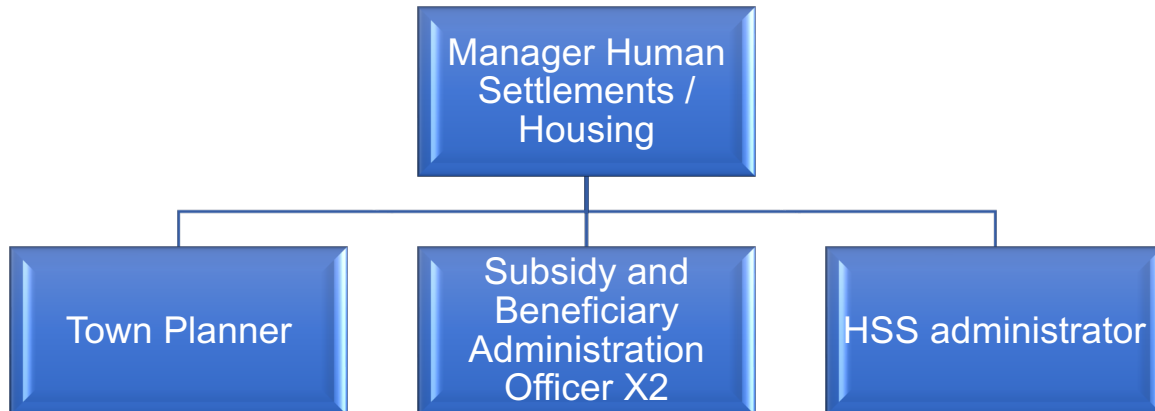 Manager Human
Settlements /
Housing
Town Planner
Subsidy and
Beneficiary
Administration
Officer X2
HSS administrator